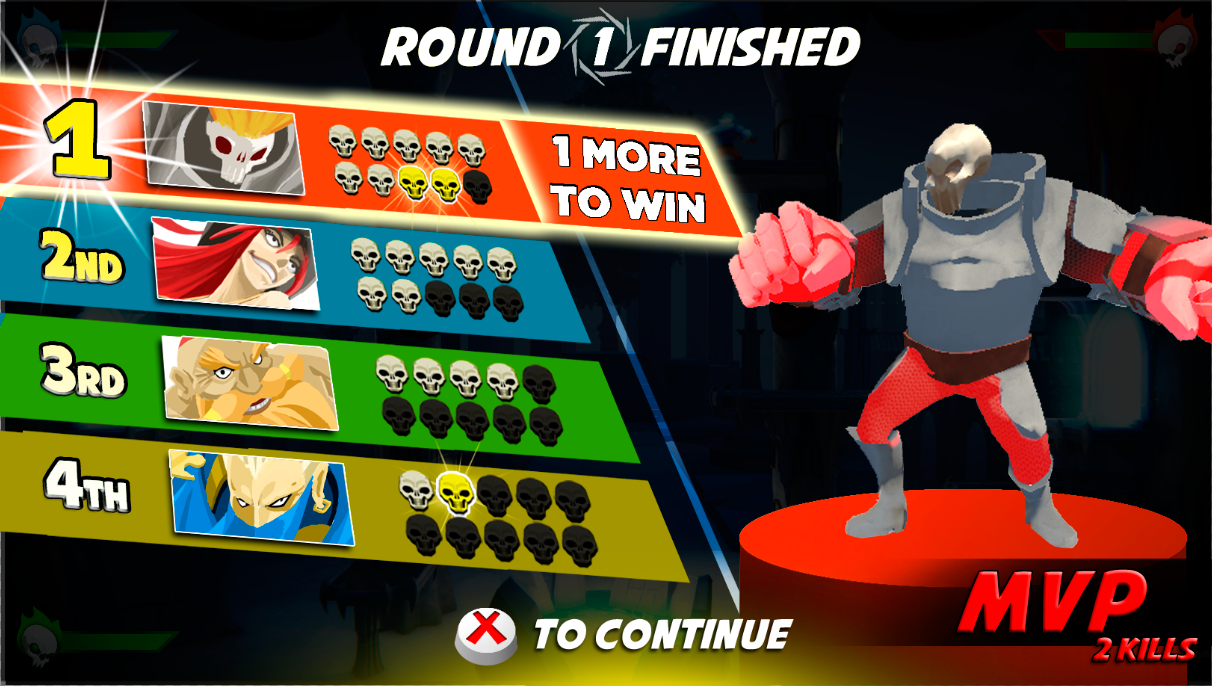 ROUND 1 FINISHED
1
1 MORE
TO WIN
2ND
3RD
4TH
X TO CONTINUE
MVP
2 KILLS